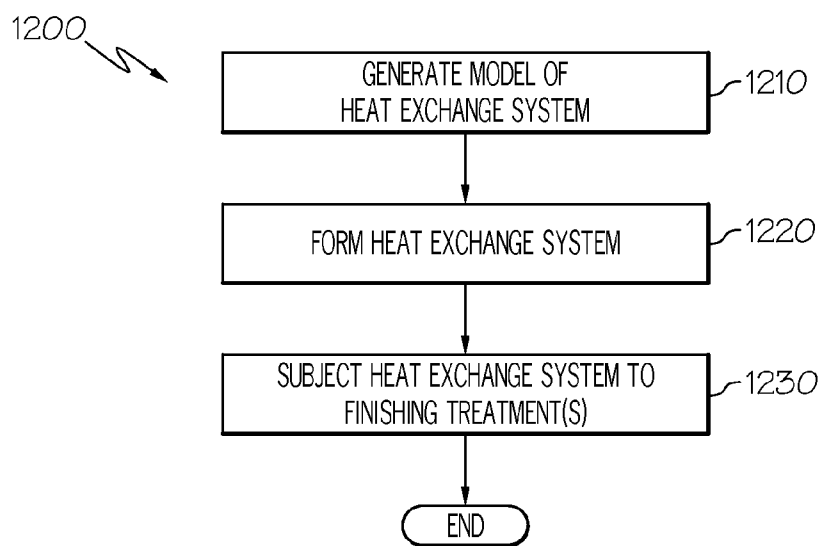 1200
GENERATE MODEL OF
HEAT EXCHANGE SYSTEM
1210
FORM HEAT EXCHANGE SYSTEM
1220
SUBJECT HEAT EXCHANGE SYSTEM TO
FINISHING TREATMENT(S)
1230
END